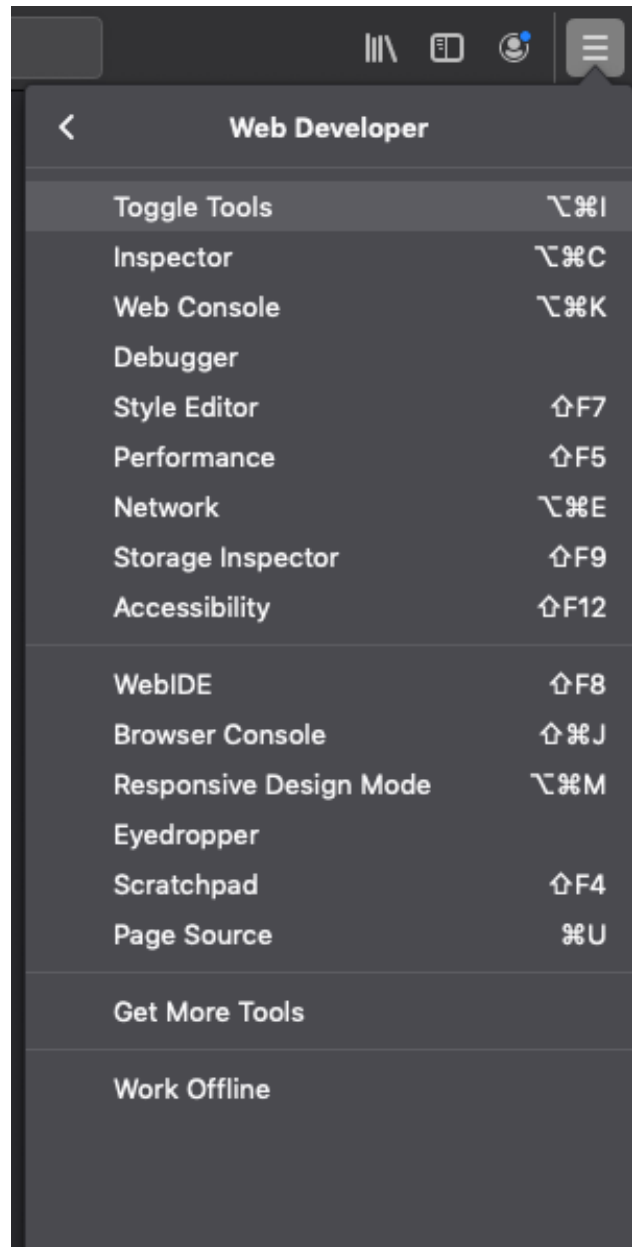 Web Developer
Toggle Tools ⌥⌘I
Inspector ⌥⌘C
Web Console ⌥⌘K
Debugger
Style Editor ⇧F7
Performance ⇧F5
Network ⌥⌘E
Storage Inspector ⇧F9
Accessibility ⇧F12
WebIDE ⇧F8
Browser Console ⇧⌘J
Responsive Design Mode ⌥⌘M
Eyedropper
Scratchpad ⇧F4
Page Source ⌘U
Get More Tools
Work Offline